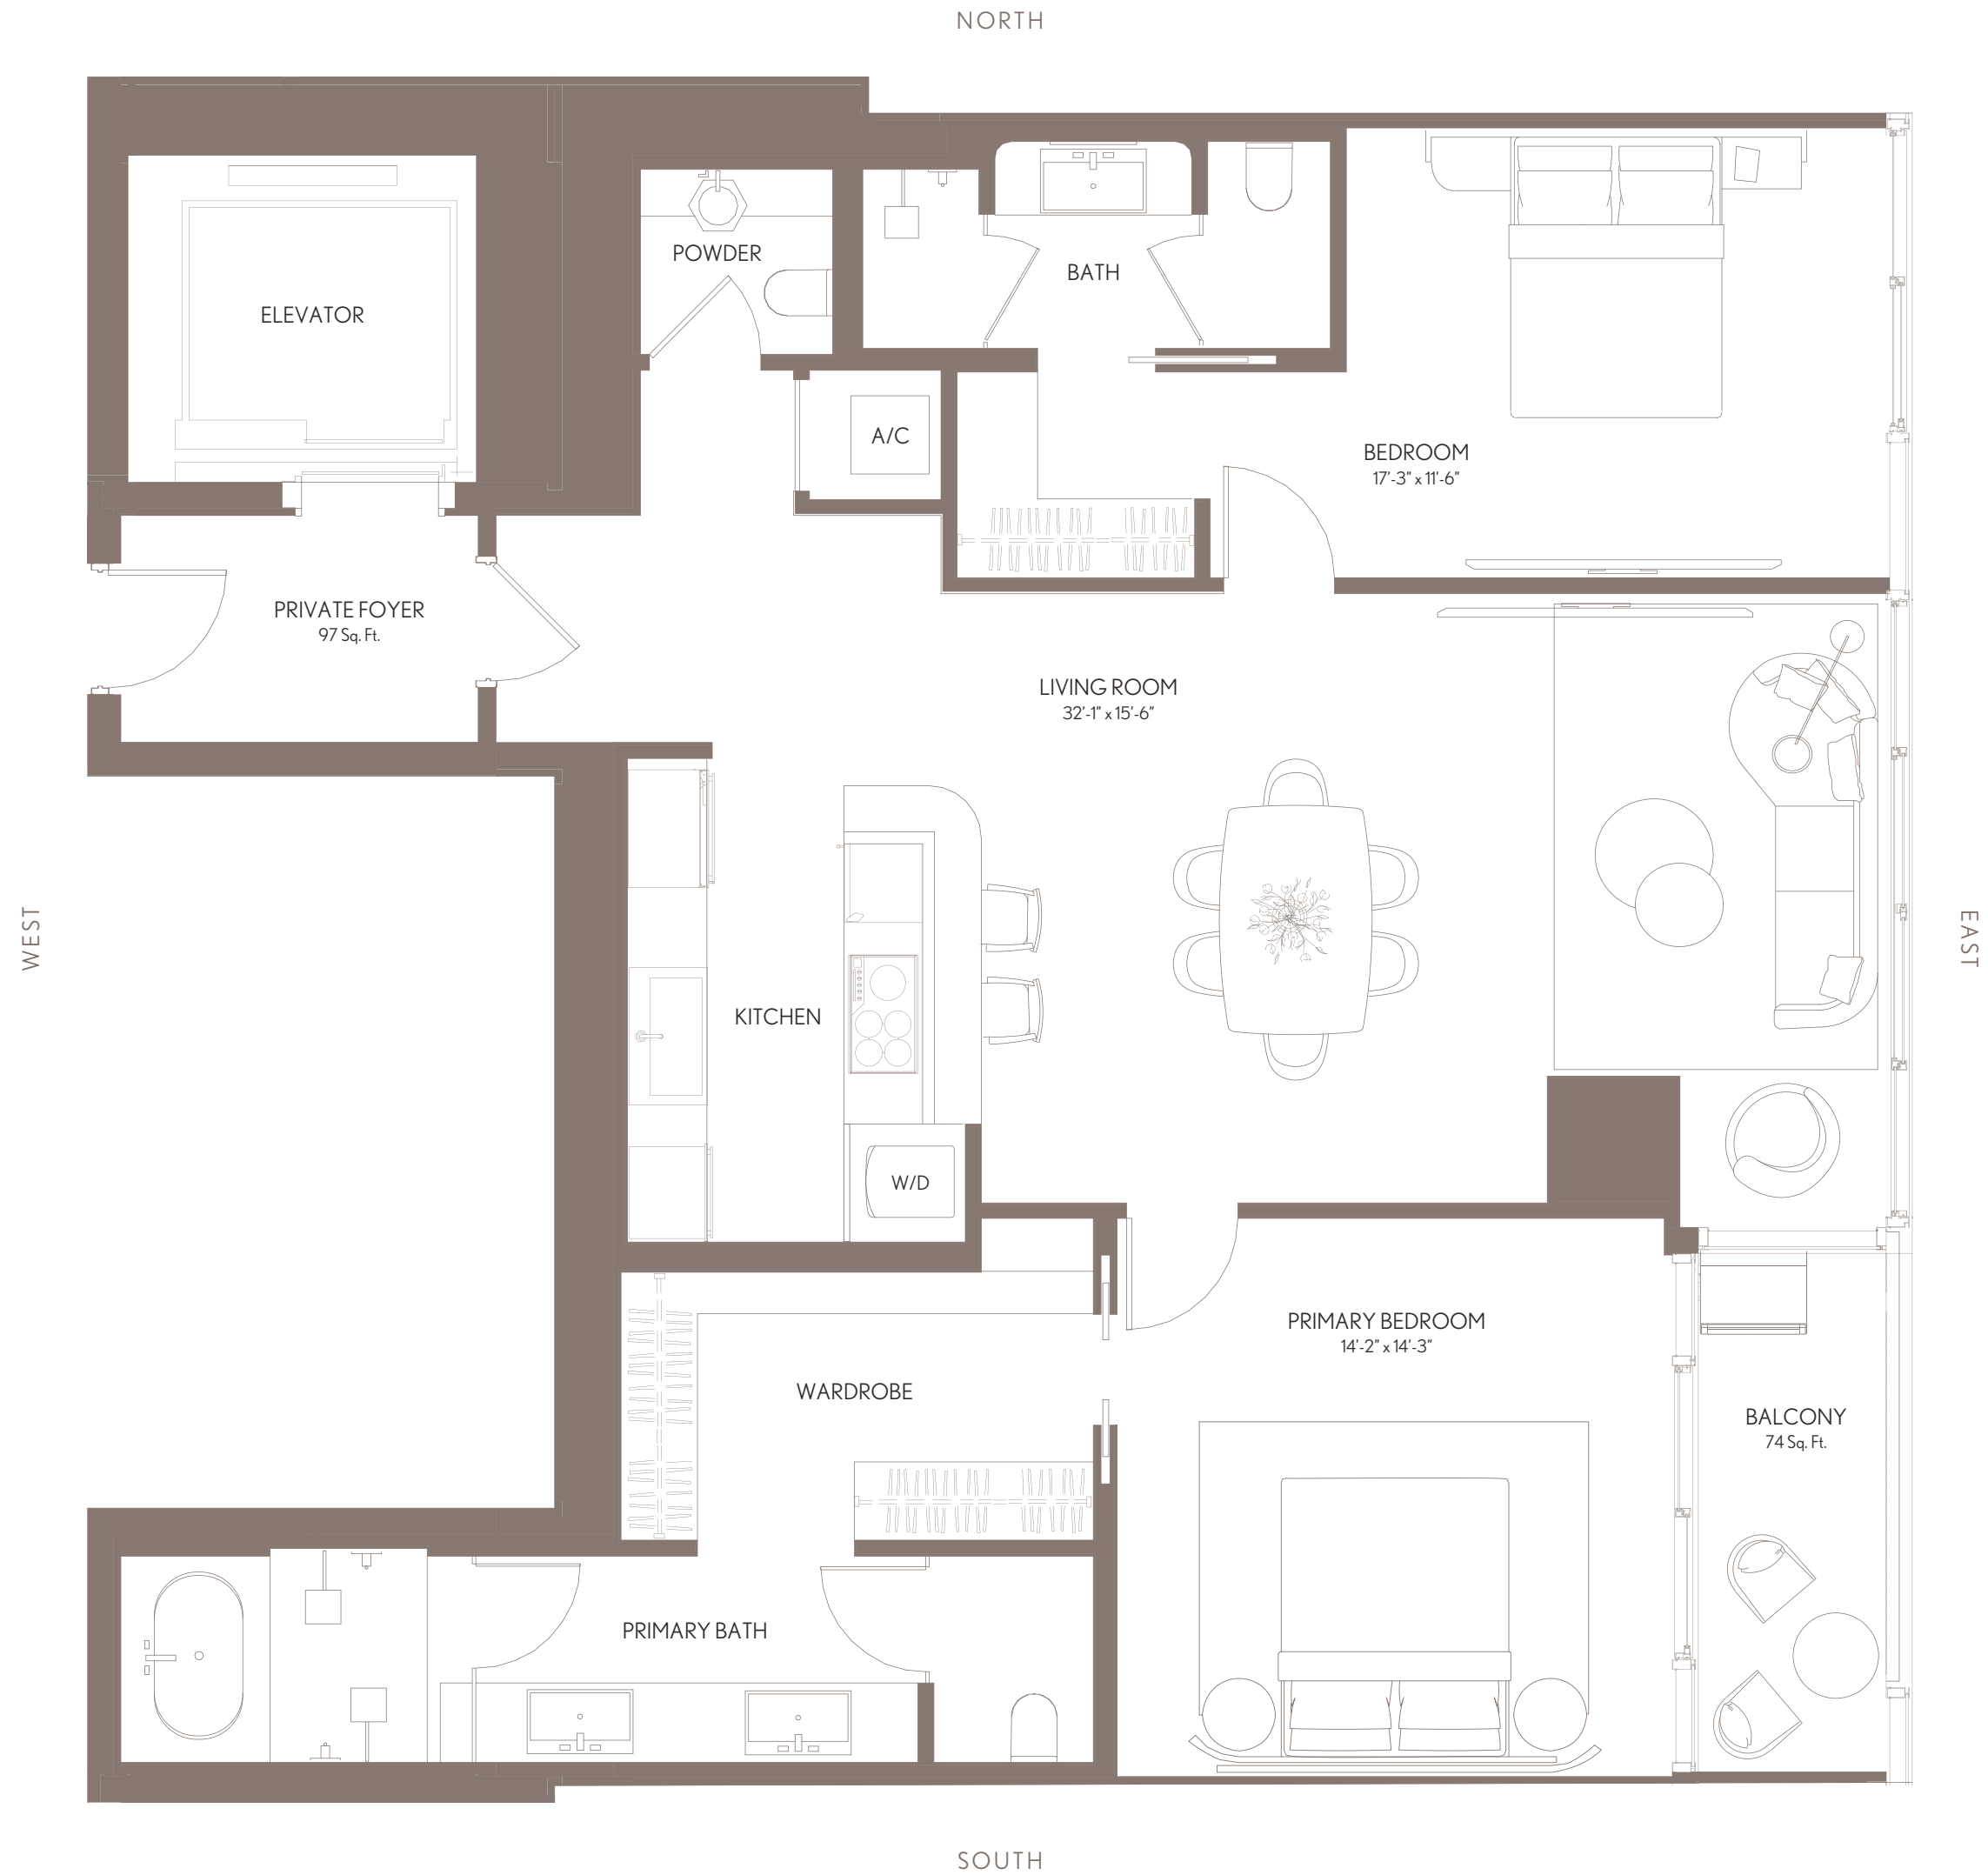 NORTH
POWDER
BATH
ELEVATOR
A/C
BEDROOM
17'-3" x 11'-6"
PRIVATE FOYER
97 Sq. Ft.
LIVING ROOM
32'-1" x 15'-6"
WEST
EAST
KITCHEN
W/D
PRIMARY BEDROOM
14'-2" x 14'-3"
WARDROBE
BALCONY
74 Sq. Ft.
PRIMARY BATH
SOUTH